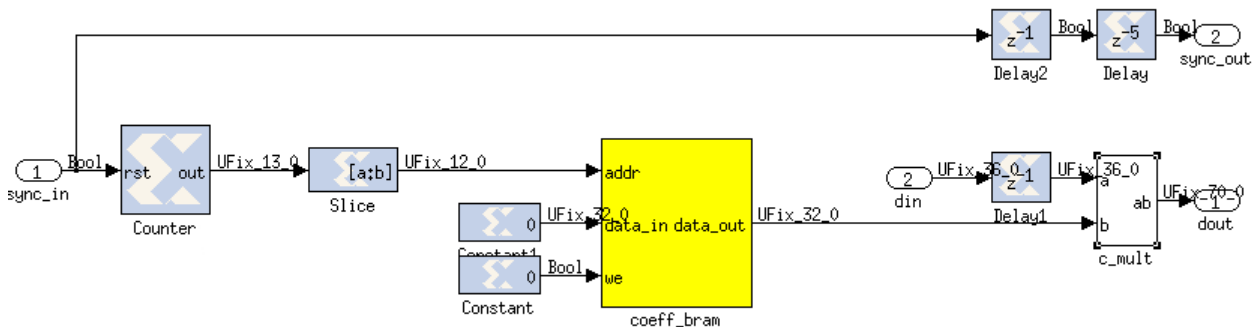 z-1
Bool
z-5
Bool
2
Delay2
Delay
sync_out
1
Bool
rst out
UFix_13_0
[a:b]
UFix_12_0
addr
2
UFix_36_0
z-1
UFix_36_0
a
sync_in
Counter
Slice
din
Delay1
ab
UFix_70_0
1
dout
0
UFix_32_0
data_in data_out
UFix_32_0
b
Constant1
c_mult
0
Bool
we
Constant
coeff_bram